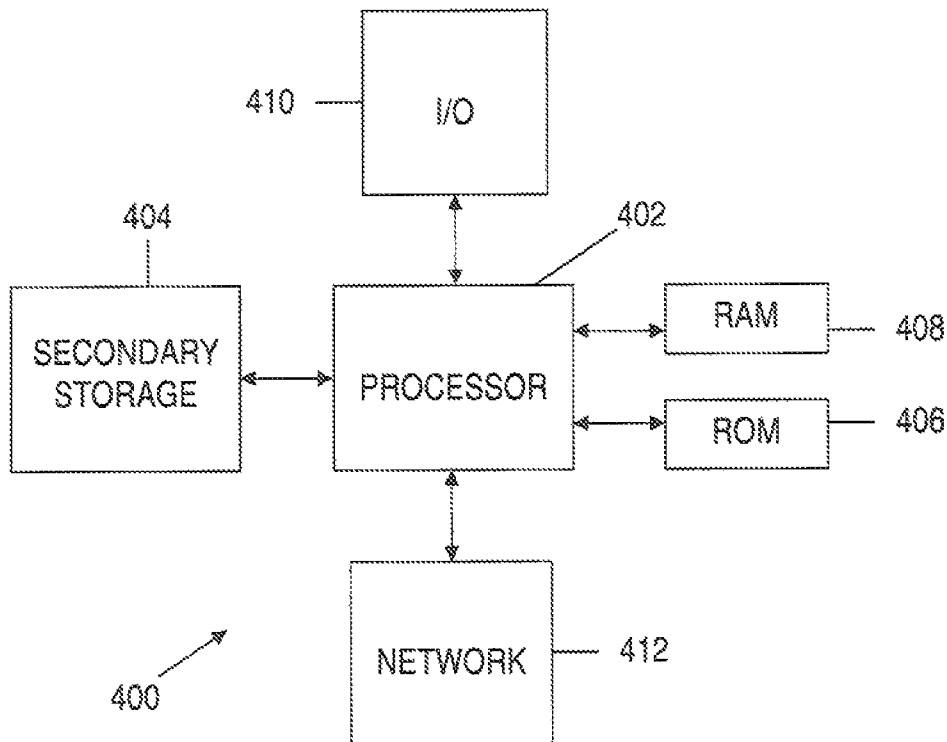 410
I/O
404
402
SECONDARY
STORAGE
PROCESSOR
RAM
408
ROM
406
NETWORK
412
400